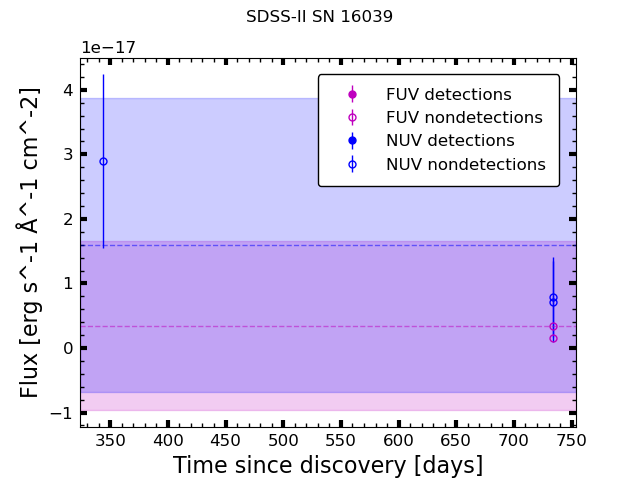 SDSS-II SN 16039
1e−17
FUV detections
FUV nondetections
NUV detections
NUV nondetections
4
3
2
1
0
−1
Flux [erg s^-1 Å^-1 cm^-2]
350 400 450 500 550 600 650 700 750
Time since discovery [days]